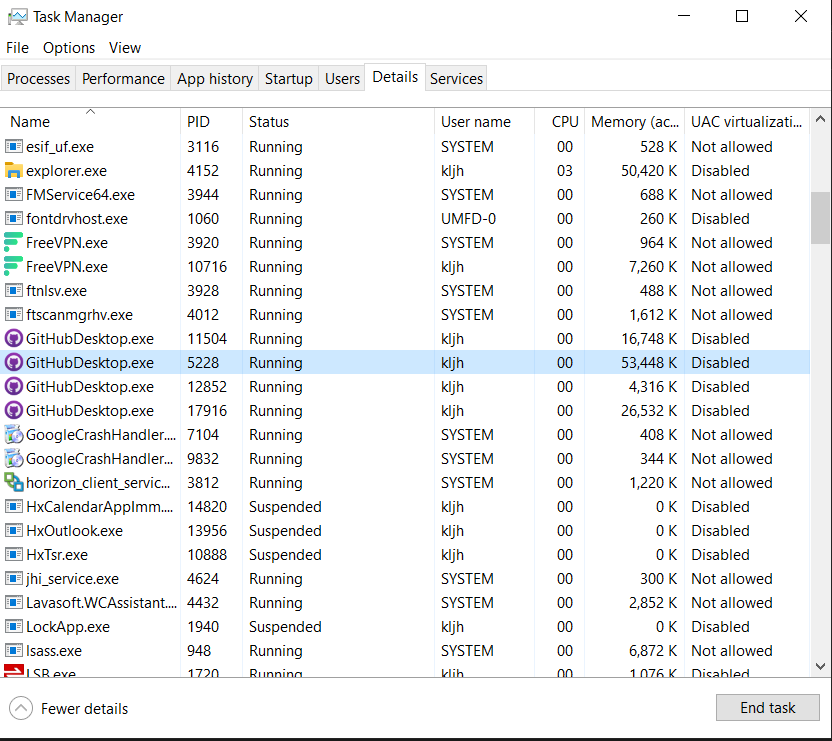 Task Manager
File Options View
Processes Performance App history Startup Users Details Services
Name PID Status User name CPU Memory (ac... UAC virtualizati...
esif_uf.exe 3116 Running SYSTEM 00 528 K Not allowed
explorer.exe 4152 Running kljh 03 50,420 K Disabled
FMService64.exe 3944 Running SYSTEM 00 688 K Not allowed
fontdrvhost.exe 1060 Running UMFD-0 00 260 K Disabled
FreeVPN.exe 3920 Running SYSTEM 00 964 K Not allowed
FreeVPN.exe 10716 Running kljh 00 7,260 K Not allowed
ftnlsv.exe 3928 Running SYSTEM 00 488 K Not allowed
ftscanmgrhv.exe 4012 Running SYSTEM 00 1,612 K Not allowed
GitHubDesktop.exe 11504 Running kljh 00 16,748 K Disabled
GitHubDesktop.exe 5228 Running kljh 00 53,448 K Disabled
GitHubDesktop.exe 12852 Running kljh 00 4,316 K Disabled
GitHubDesktop.exe 17916 Running kljh 00 26,532 K Disabled
GoogleCrashHandler.... 7104 Running SYSTEM 00 408 K Not allowed
GoogleCrashHandler... 9832 Running SYSTEM 00 344 K Not allowed
horizon_client_servic... 3812 Running SYSTEM 00 1,220 K Not allowed
HxCalendarAppImm.... 14820 Suspended kljh 00 0 K Disabled
HxOutlook.exe 13956 Suspended kljh 00 0 K Disabled
HxTsr.exe 10888 Suspended kljh 00 0 K Disabled
jhi_service.exe 4624 Running SYSTEM 00 300 K Not allowed
Lavasoft.WCAssistant.... 4432 Running SYSTEM 00 2,852 K Not allowed
LockApp.exe 1940 Suspended kljh 00 0 K Disabled
lsass.exe 948 Running SYSTEM 00 6,872 K Not allowed
LSB.exe 1720 Running kljh 00 1,076 K Disabled
Fewer details End task